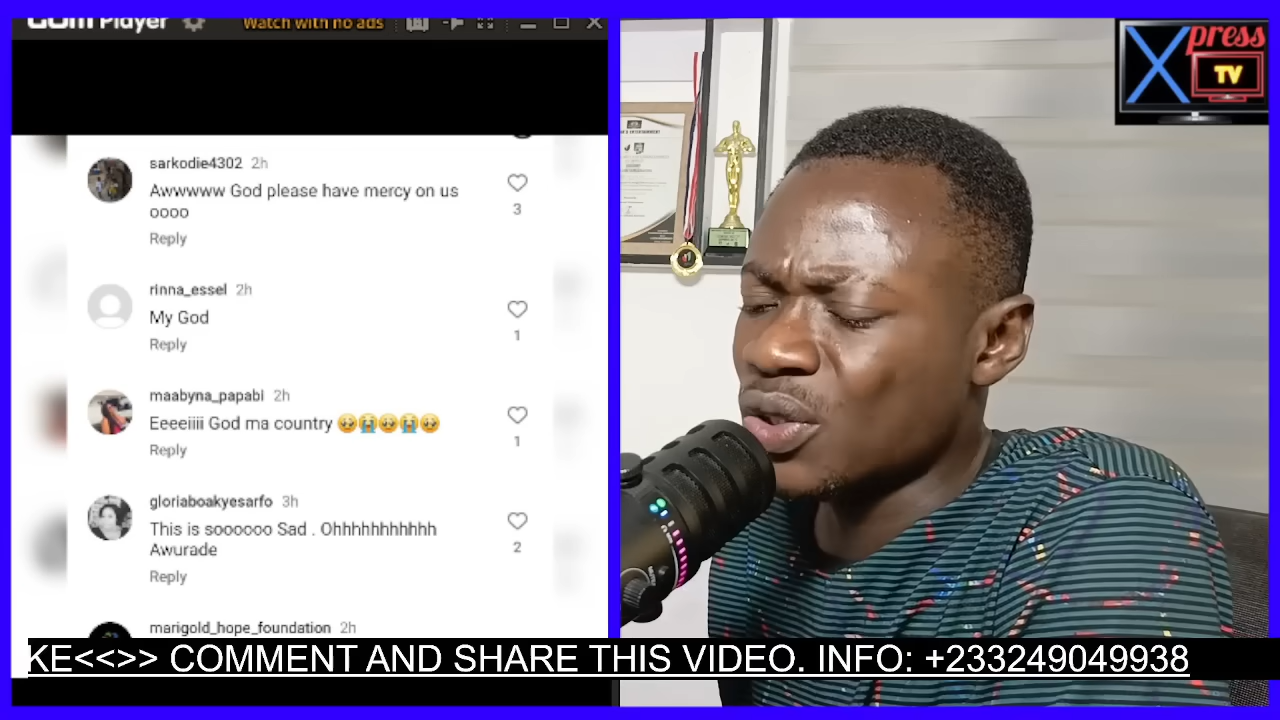 GOM Player
Watch with no ads
sarkodie4302 2h
Awwwww God please have mercy on us
oooo
3
Reply
rinna_essel 2h
My God
1
Reply
maabyna_papabl 2h
Eeeeiiii God ma country 🥹😭🥹😭🥹
1
Reply
gloriaboakyesarfo 3h
This is soooooo Sad . Ohhhhhhhhhhh
Awurade
2
Reply
marigold_hope_foundation 2h
Xpress
TV
KE<<>> COMMENT AND SHARE THIS VIDEO. INFO: +233249049938